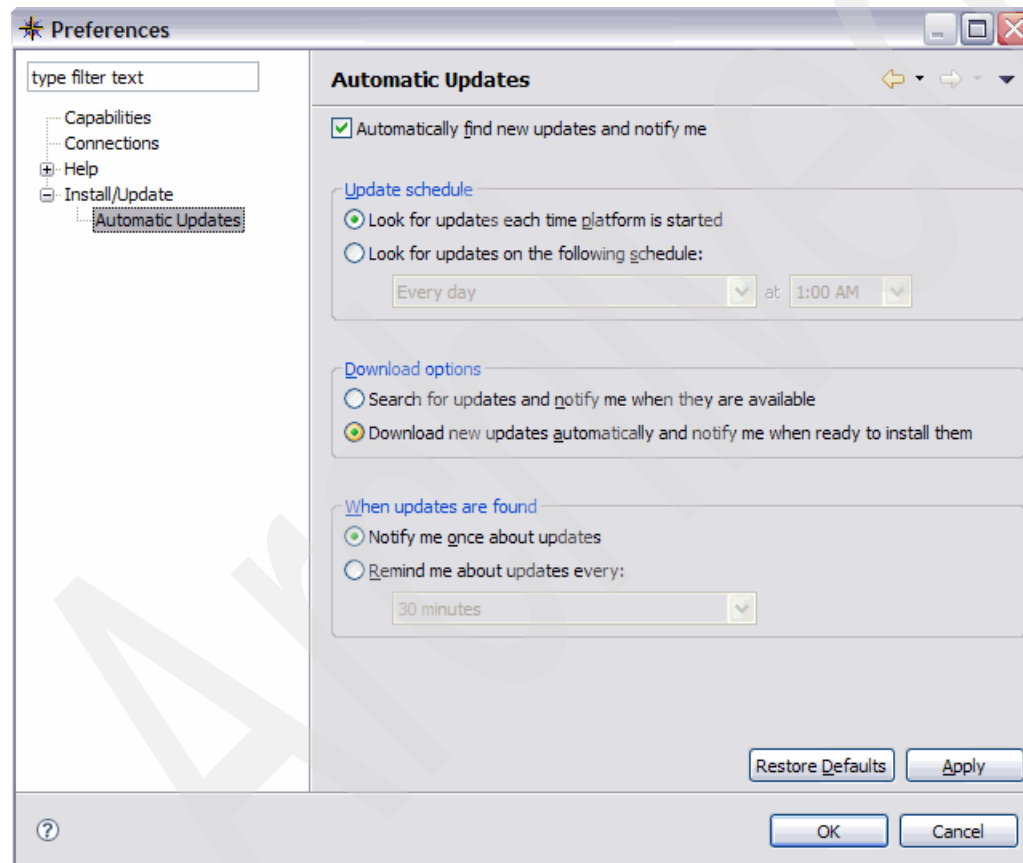 Preferences
type filter text
Capabilities
Connections
Help
Install/Update
Automatic Updates
Automatic Updates
Automatically find new updates and notify me
Update schedule
Look for updates each time platform is started
Look for updates on the following schedule:
Every day at 1:00 AM
Download options
Search for updates and notify me when they are available
Download new updates automatically and notify me when ready to install them
When updates are found
Notify me once about updates
Remind me about updates every:
30 minutes
Restore Defaults Apply
OK Cancel